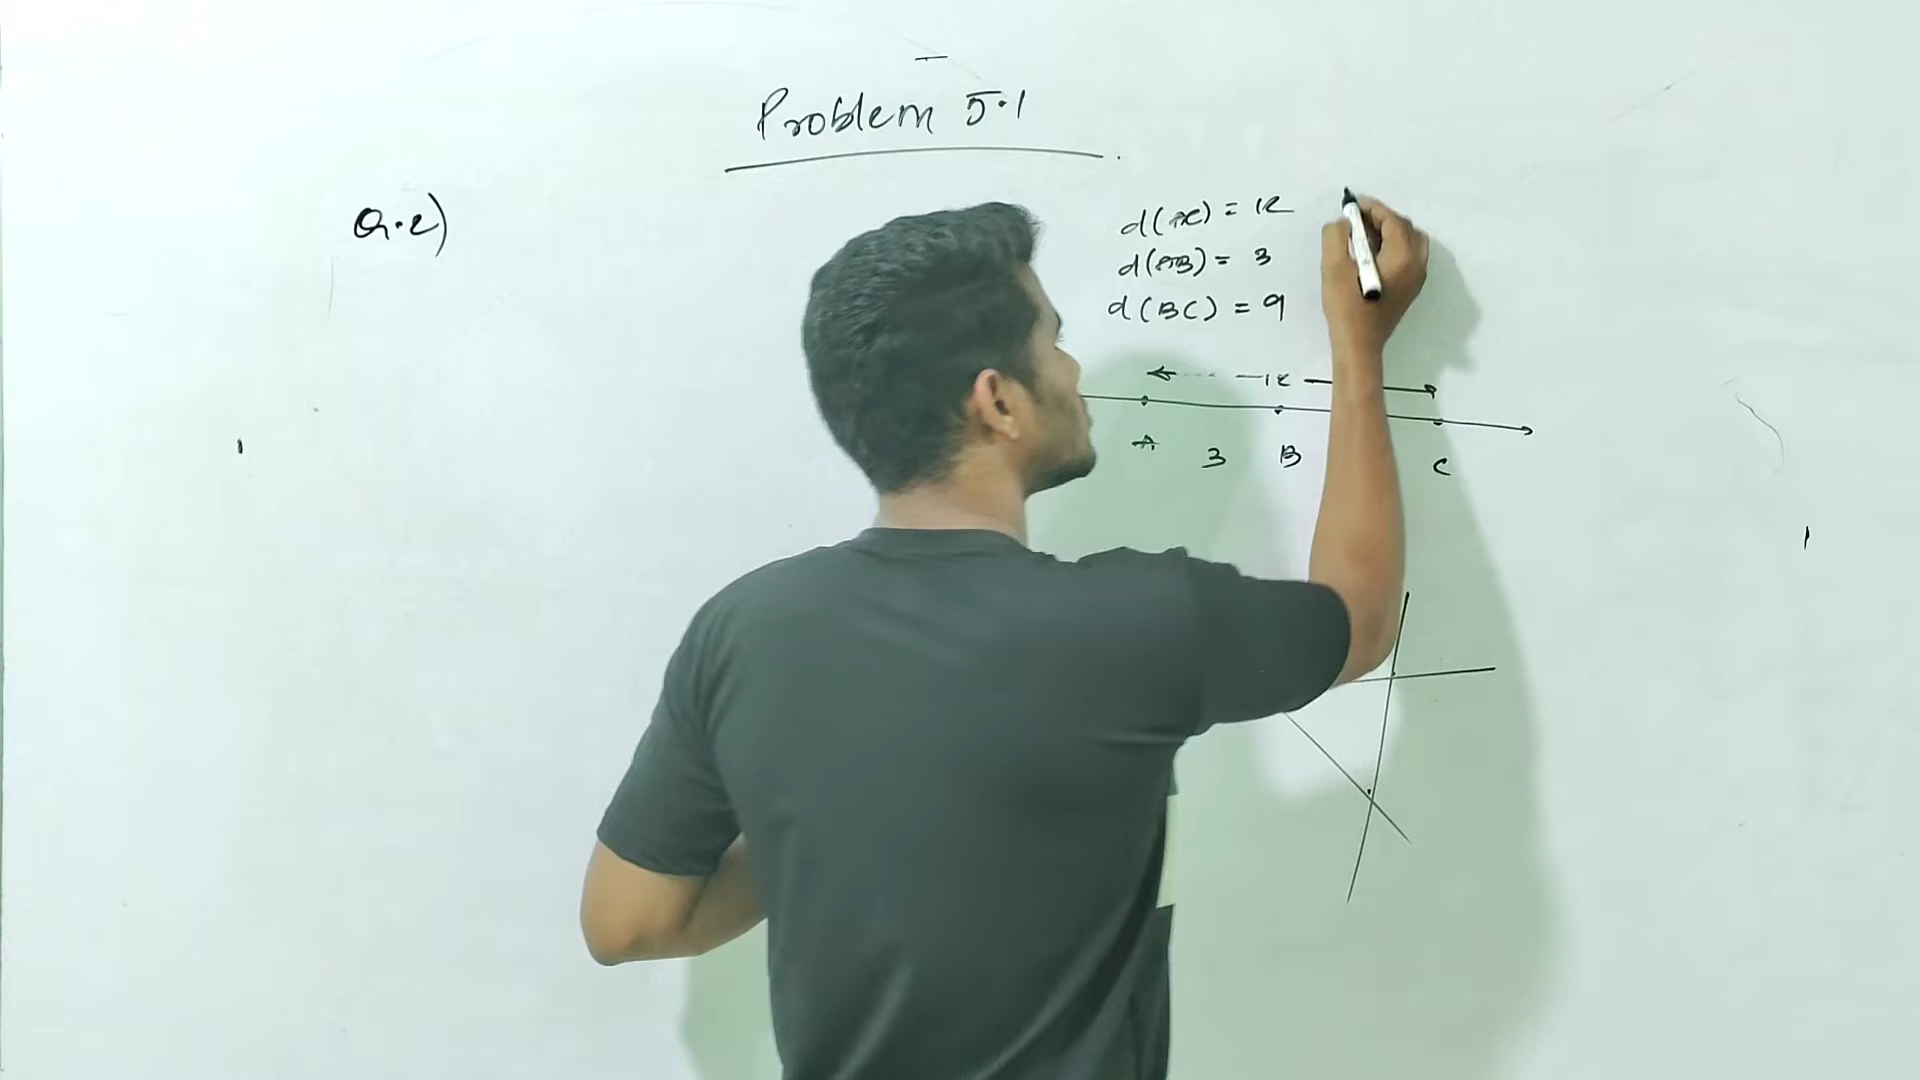 Problem 5.1
Q.2)
d(AC) = 12
d(AB) = 3
d(BC) = 9
12
A 3 B C